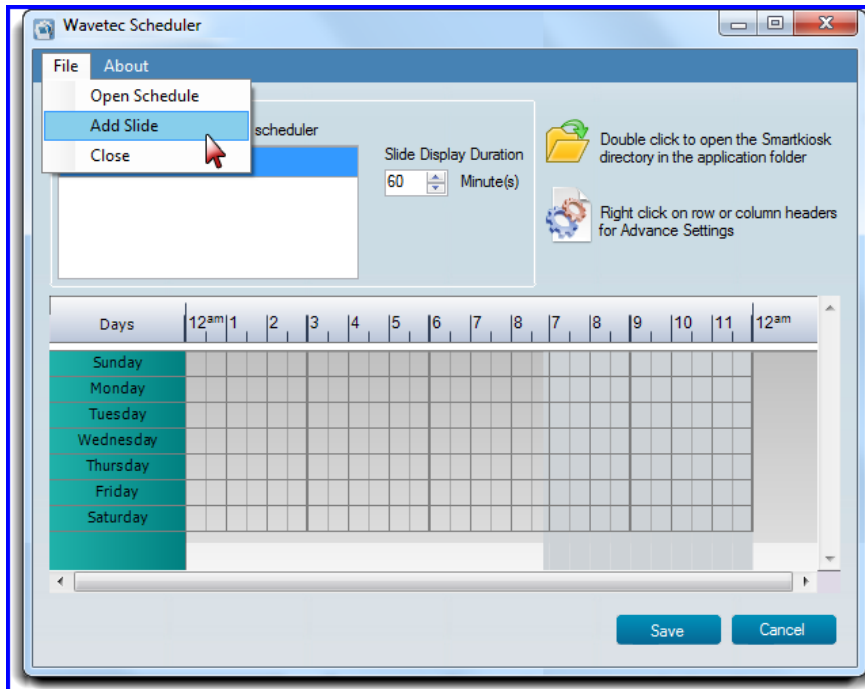 Wavetec Scheduler
File About
Open Schedule
Add Slide
Close
scheduler
Slide Display Duration
60 Minute(s)
Double click to open the Smartkiosk
directory in the application folder
Right click on row or column headers
for Advance Settings
Days 12am 1 2 3 4 5 6 7 8 7 8 9 10 11 12am
Sunday
Monday
Tuesday
Wednesday
Thursday
Friday
Saturday
Save Cancel